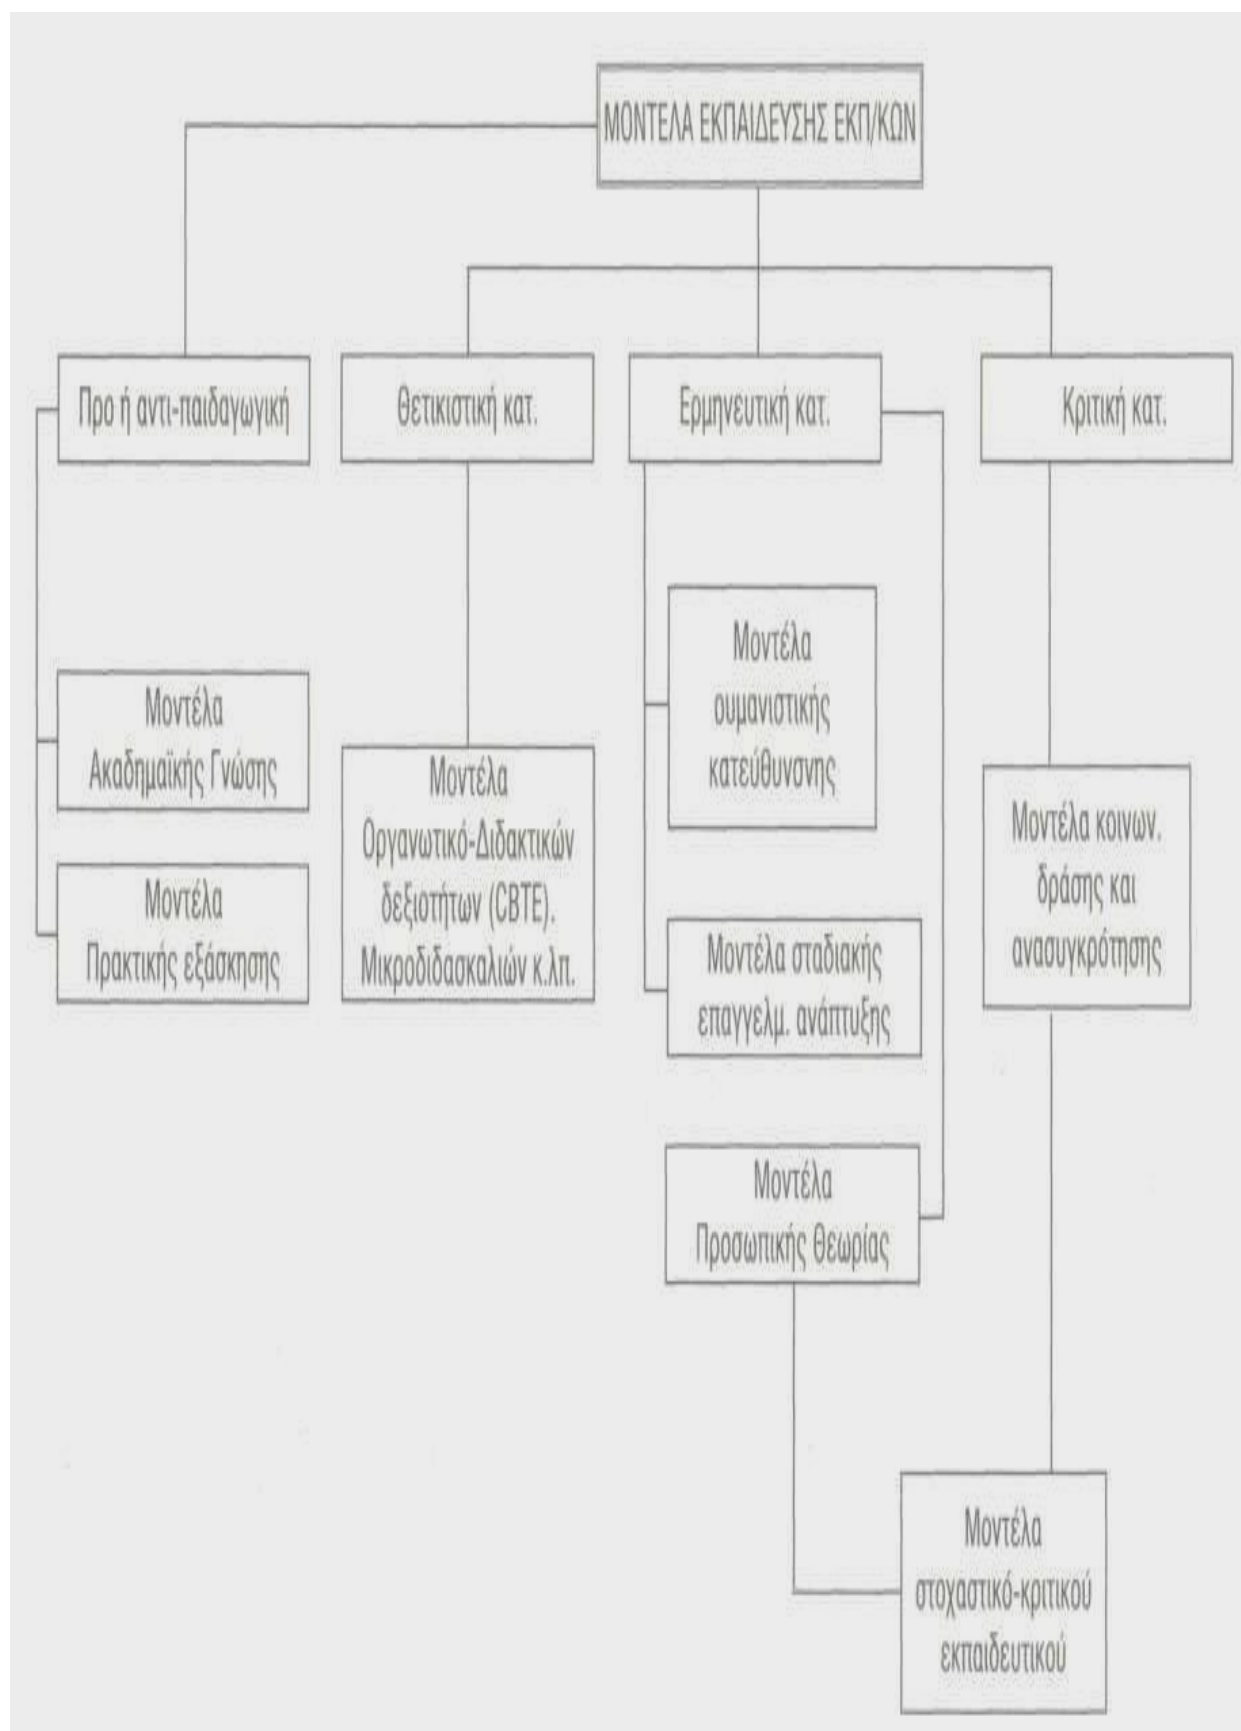 ΜΟΝΤΕΛΑ ΕΚΠΑΙΔΕΥΣΗΣ ΕΚΠ/ΚΩΝ
Προ ή αντι-παιδαγωγική
Θετικιστική κατ.
Ερμηνευτική κατ.
Κριτική κατ.
Μοντέλα
Ακαδημαϊκής Γνώσης
Μοντέλα
Πρακτικής εξάσκησης
Μοντέλα
Οργανωτικό-Διδακτικών
δεξιοτήτων (CBTE).
Μικροδιδασκαλιών κ.λπ.
Μοντέλα
ουμανιστικής
κατεύθυνσνης
Μοντέλα σταδιακής
επαγγελμ. ανάπτυξης
Μοντέλα
Προσωπικής Θεωρίας
Μοντέλα κοινων.
δράσης και
ανασυγκρότησης
Μοντέλα
στοχαστικό-κριτικού
εκπαιδευτικού